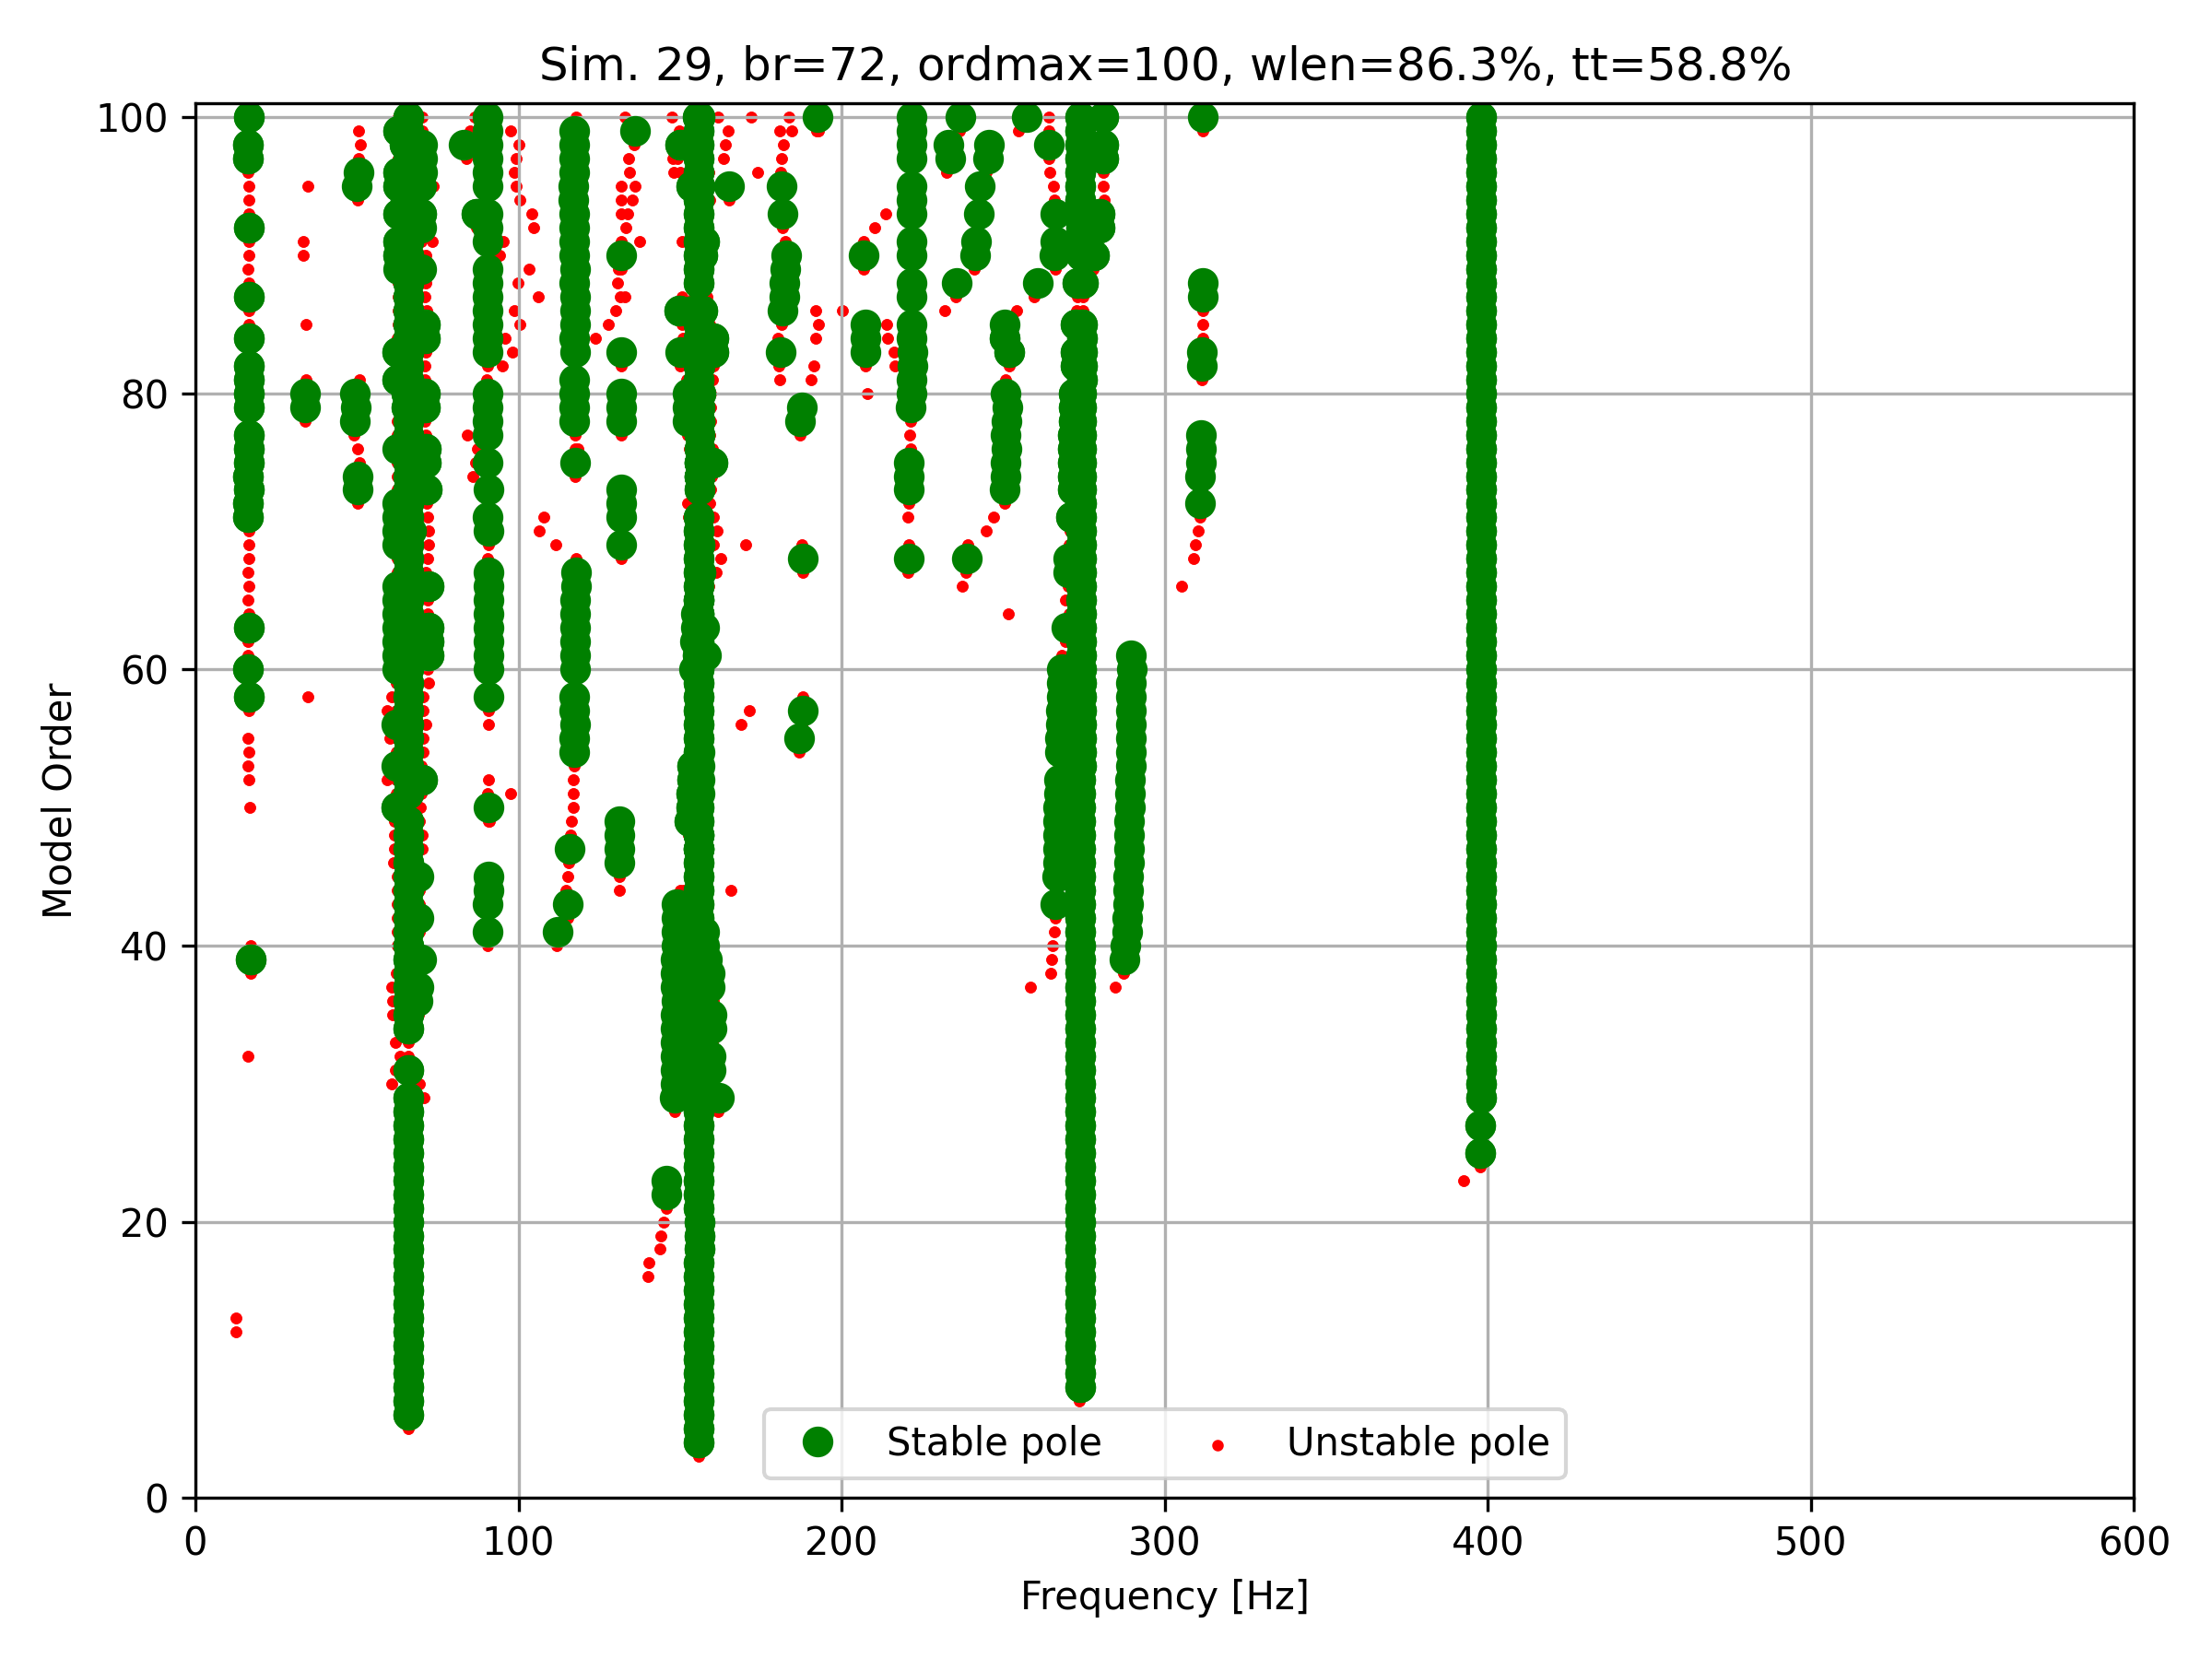 Sim. 29, br=72, ordmax=100, wlen=86.3%, tt=58.8%
100
80
60
40
20
0
Model Order
Stable pole
Unstable pole
0 100 200 300 400 500 600
Frequency [Hz]